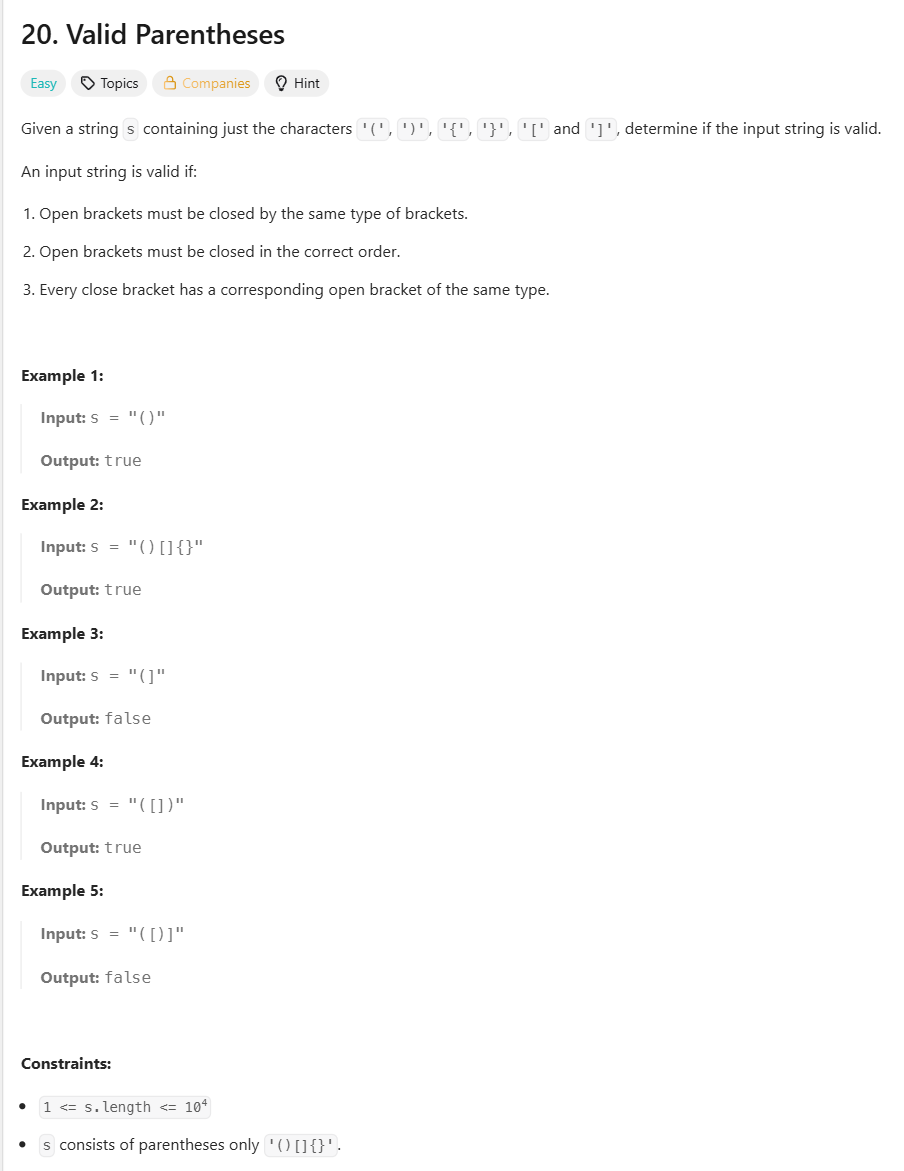 20. Valid Parentheses
Easy Topics Companies Hint
Given a string s containing just the characters '(', ')', '{', '}', '[' and ']', determine if the input string is valid.
An input string is valid if:
1. Open brackets must be closed by the same type of brackets.
2. Open brackets must be closed in the correct order.
3. Every close bracket has a corresponding open bracket of the same type.
Example 1:
Input: s = "()"
Output: true
Example 2:
Input: s = "()[]{}"
Output: true
Example 3:
Input: s = "(]"
Output: false
Example 4:
Input: s = "([])"
Output: true
Example 5:
Input: s = "([)]"
Output: false
Constraints:
• 1 <= s.length <= 10⁴
• s consists of parentheses only '()[]{}'.